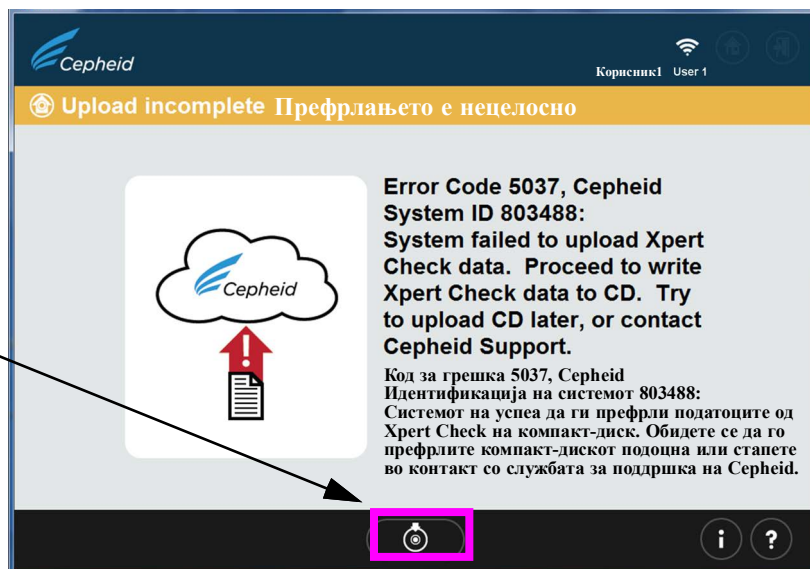 Cepheid
Корисник1 User 1
Upload incomplete Префрлањето е нецелосно
Error Code 5037, Cepheid
System ID 803488:
System failed to upload Xpert
Check data. Proceed to write
Xpert Check data to CD. Try
to upload CD later, or contact
Cepheid Support.
Cepheid
Код за грешка 5037, Cepheid
Идентификација на системот 803488:
Системот на успеа да ги префрли податоците од
Xpert Check на компакт-диск. Обидете се да го
префрлите компакт-дискот подоцна или стапете
во контакт со службата за поддршка на Cepheid.
i ?